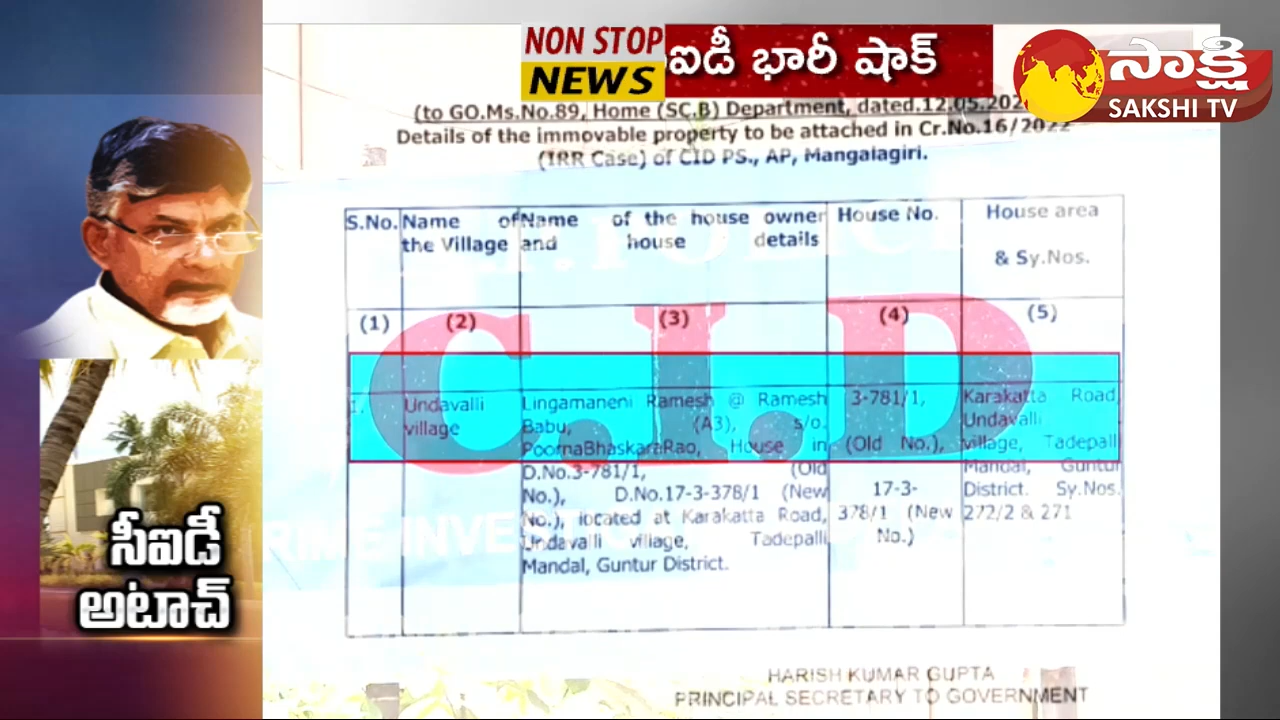 NON STOP
NEWS
ఐడీ భారీ షాక్
సాక్షి
SAKSHI TV
(to GO.Ms.No.89, Home (SC.B) Department, dated.12.05.202
Details of the immovable property to be attached in Cr.No.16/2022
(IRR Case) of CID PS., AP, Mangalagiri.
S.No. Name of the Village Name of the house owner and house details House No. House area & Sy.Nos.
(1) (2) (3) (4) (5)
C.I.D
1. Undavalli village
Lingamaneni Ramesh @ Ramesh
Babu, (A3), s/o.
PoornaBhaskaraRao, House in
D.No.3-781/1, (Old
No.), D.No.17-3-378/1 (New
No.), located at Karakatta Road,
Undavalli village, Tadepalli
Mandal, Guntur District.
3-781/1,
(Old No.),
17-3-
378/1 (New
No.)
Karakatta Road,
Undavalli
village, Tadepall
Mandal, Guntur
District. Sy.Nos.
272/2 & 271
HARISH KUMAR GUPTA
PRINCIPAL SECRETARY TO GOVERNMENT
సీఐడీ
అటాచ్